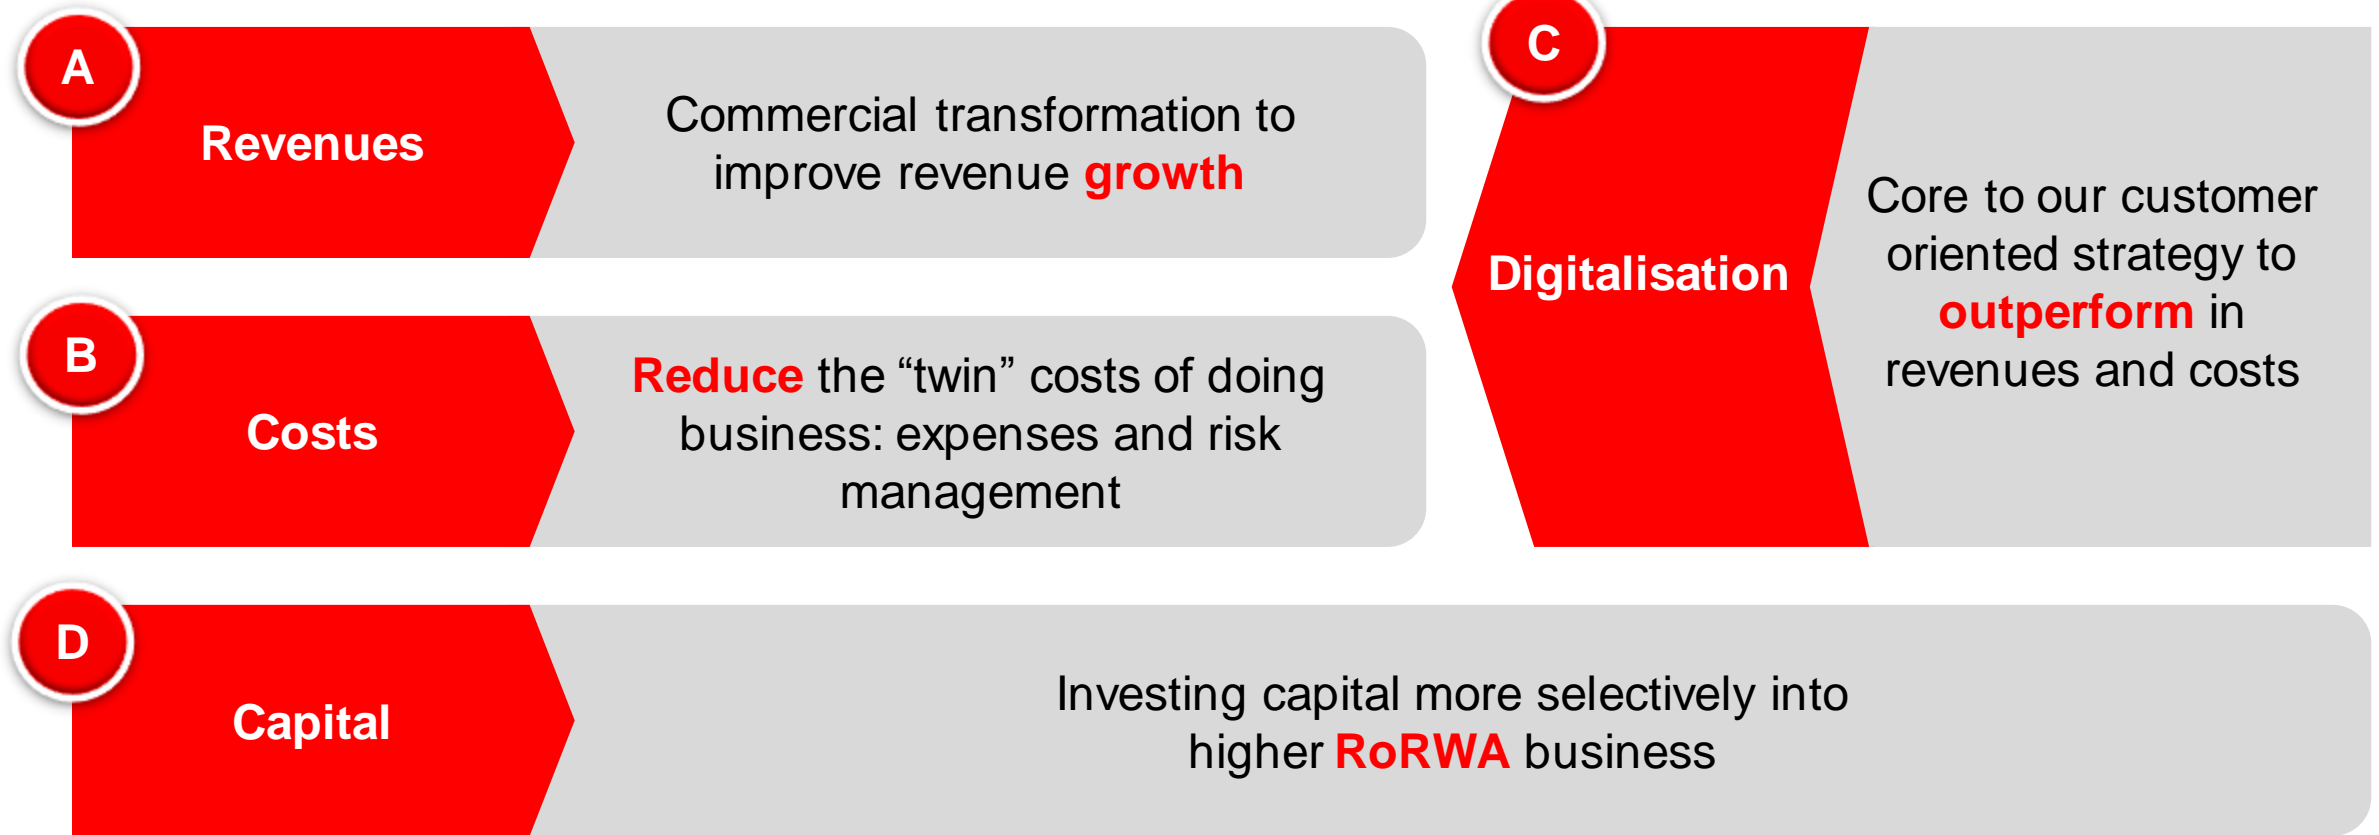 A
Revenues
Commercial transformation to
improve revenue growth
B
Costs
Reduce the “twin” costs of doing
business: expenses and risk
management
C
Digitalisation
Core to our customer
oriented strategy to
outperform in
revenues and costs
D
Capital
Investing capital more selectively into
higher RoRWA business